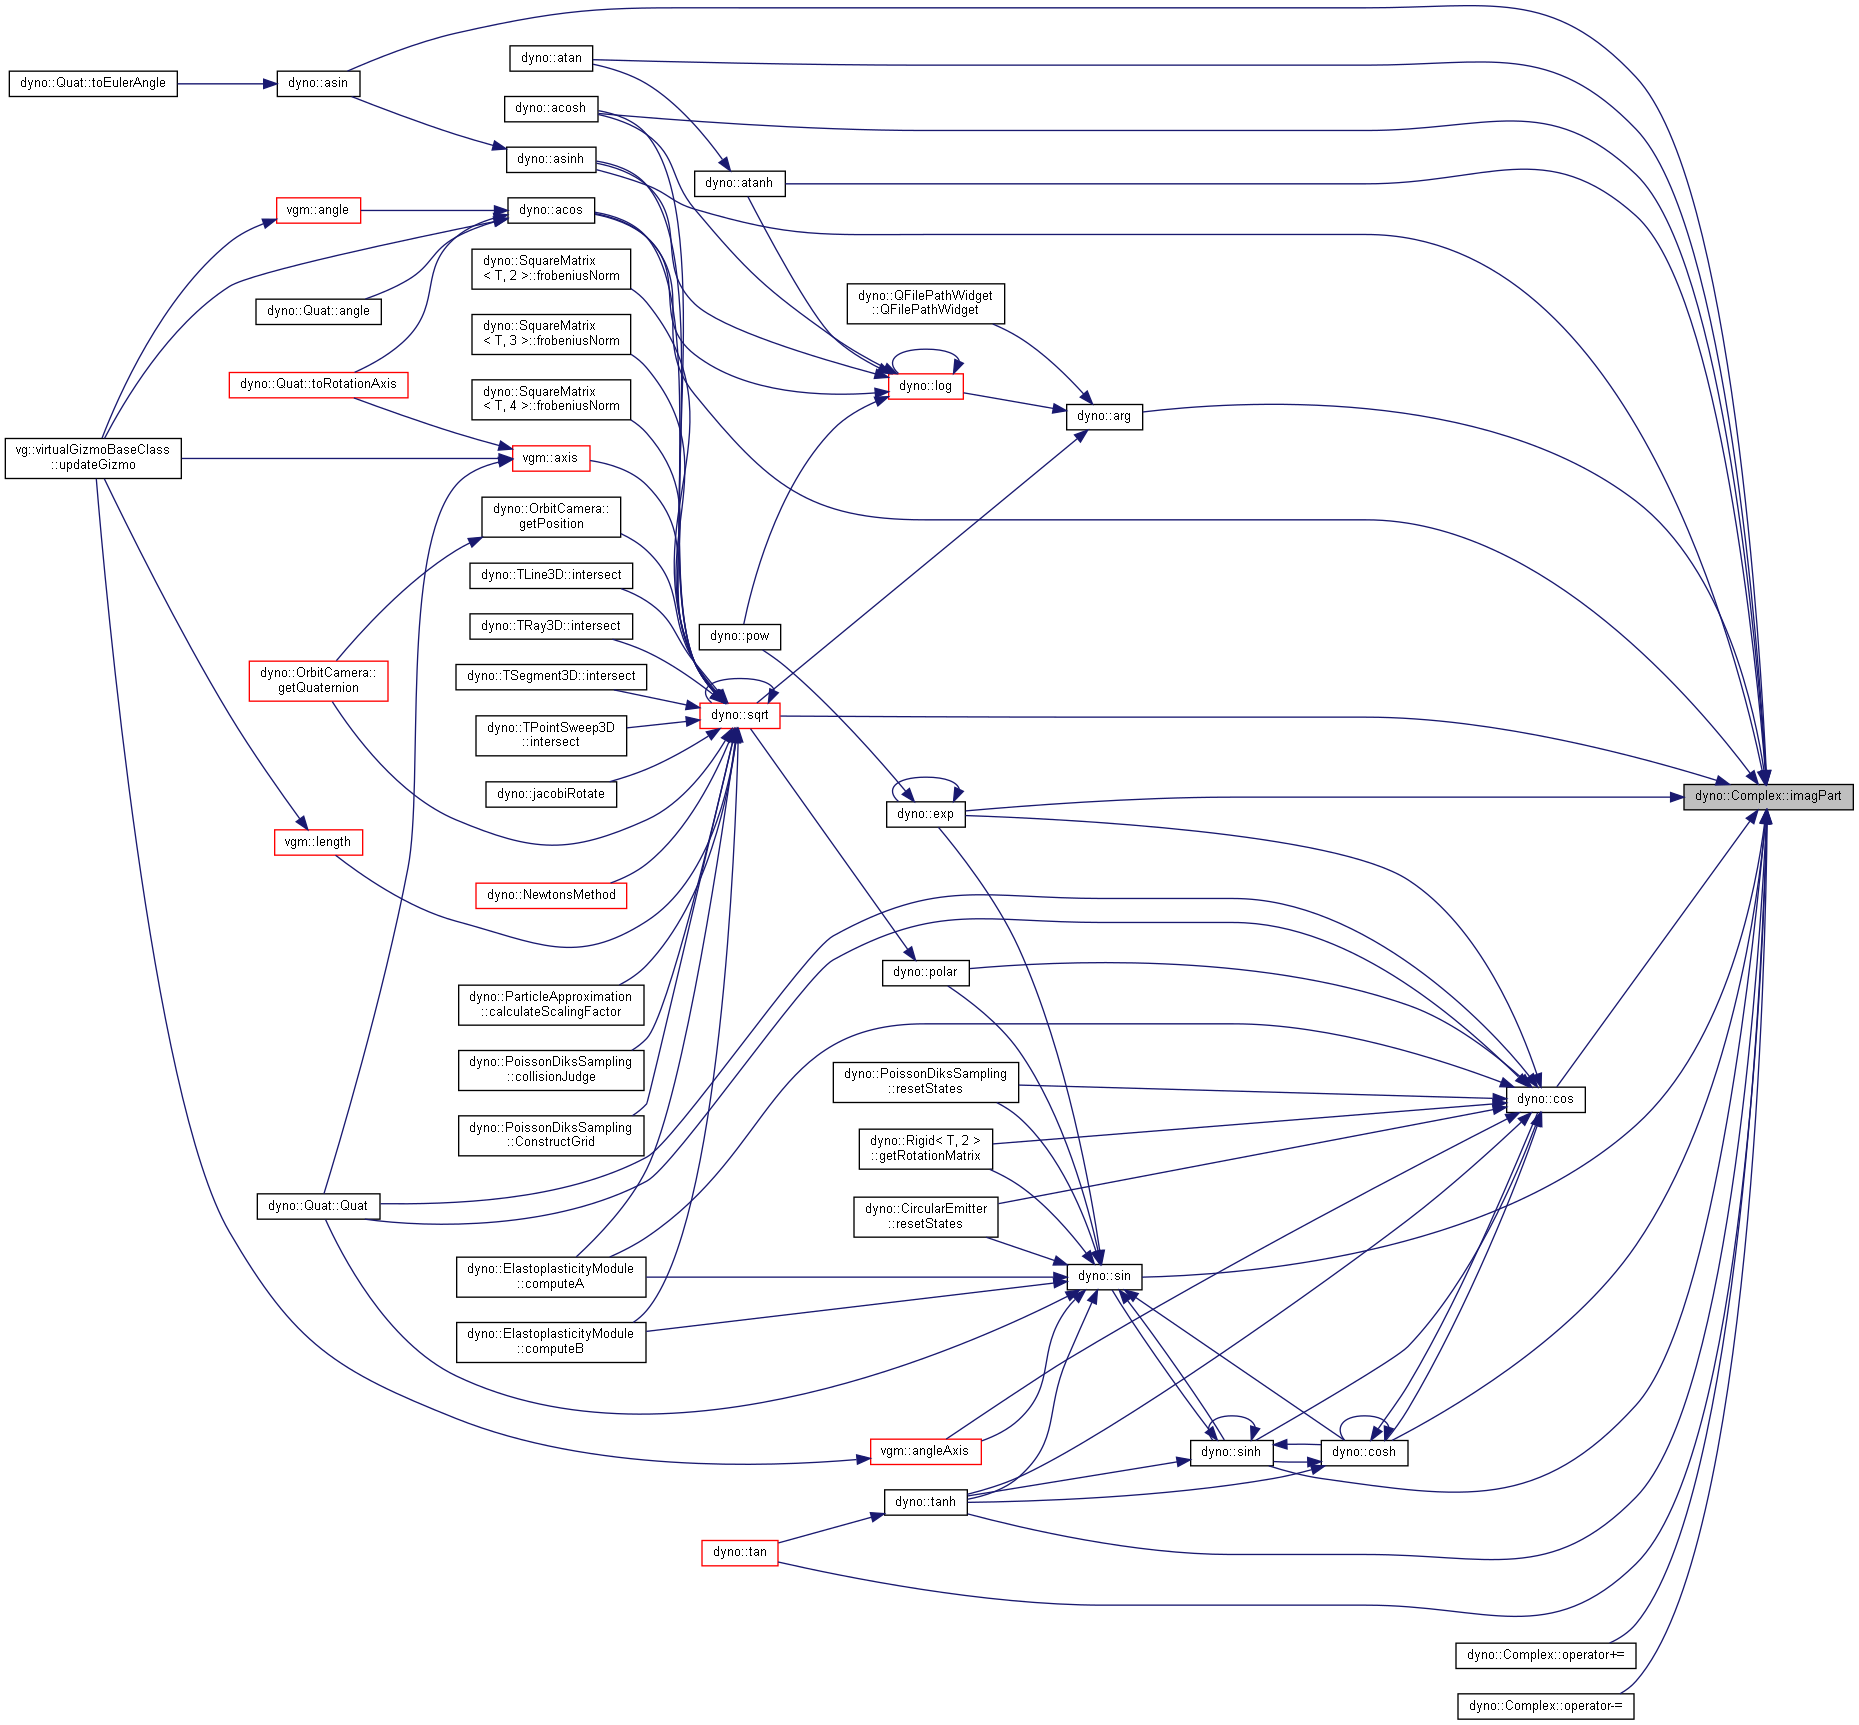 dyno::atan
dyno::Quat::toEulerAngle
dyno::asin
dyno::acosh
dyno::asinh
dyno::atanh
vgm::angle
dyno::acos
dyno::SquareMatrix
< T, 2 >::frobeniusNorm
dyno::Quat::angle
dyno::QFilePathWidget
::QFilePathWidget
dyno::SquareMatrix
< T, 3 >::frobeniusNorm
dyno::Quat::toRotationAxis
dyno::SquareMatrix
< T, 4 >::frobeniusNorm
dyno::log
dyno::arg
vg::virtualGizmoBaseClass
::updateGizmo
vgm::axis
dyno::OrbitCamera::
getPosition
dyno::TLine3D::intersect
dyno::TRay3D::intersect
dyno::pow
dyno::OrbitCamera::
getQuaternion
dyno::TSegment3D::intersect
dyno::sqrt
dyno::TPointSweep3D
::intersect
dyno::jacobiRotate
dyno::Complex::imagPart
dyno::exp
vgm::length
dyno::NewtonsMethod
dyno::polar
dyno::ParticleApproximation
::calculateScalingFactor
dyno::PoissonDiksSampling
::collisionJudge
dyno::PoissonDiksSampling
::resetStates
dyno::cos
dyno::PoissonDiksSampling
::ConstructGrid
dyno::Rigid< T, 2 >
::getRotationMatrix
dyno::Quat::Quat
dyno::CircularEmitter
::resetStates
dyno::ElastoplasticityModule
::computeA
dyno::sin
dyno::ElastoplasticityModule
::computeB
vgm::angleAxis
dyno::sinh
dyno::cosh
dyno::tanh
dyno::tan
dyno::Complex::operator+=
dyno::Complex::operator-=